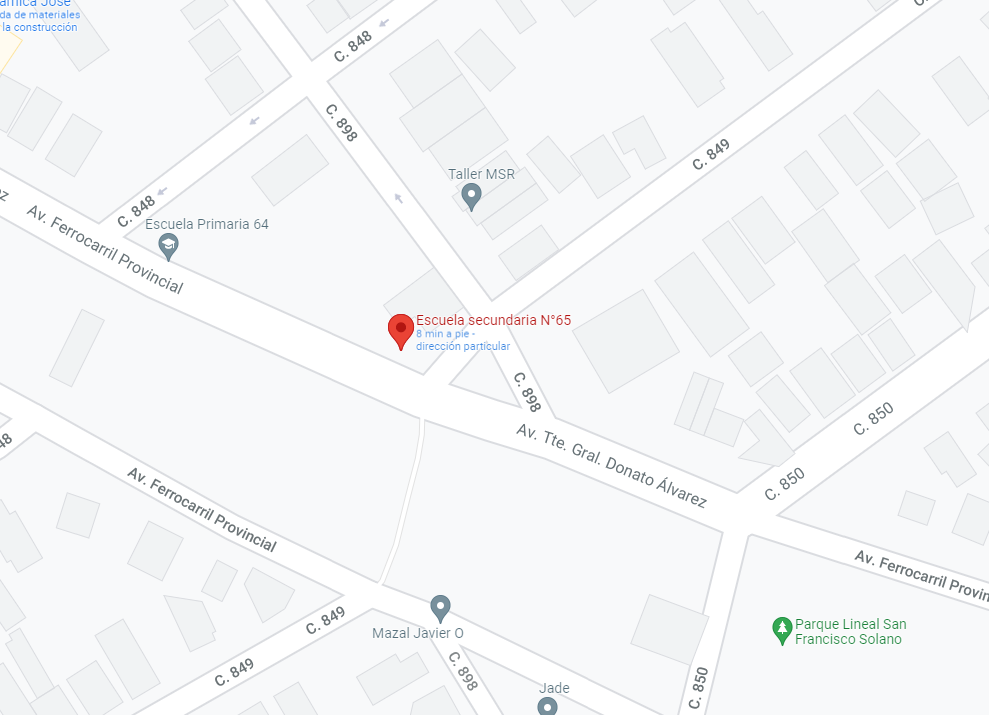 da de materiales
la construcción
C. 848
C. 898
C. 849
Taller MSR
C. 848
Escuela Primaria 64
Av. Ferrocarril Provincial
Escuela secundaria N°65
8 min a pie -
dirección particular
C. 898
C. 850
Av. Tte. Gral. Donato Álvarez
C. 850
Av. Ferrocarril Provincial
Av. Ferrocarril Provin
C. 849
Mazal Javier O
Parque Lineal San
Francisco Solano
C. 849
C. 898
C. 850
Jade